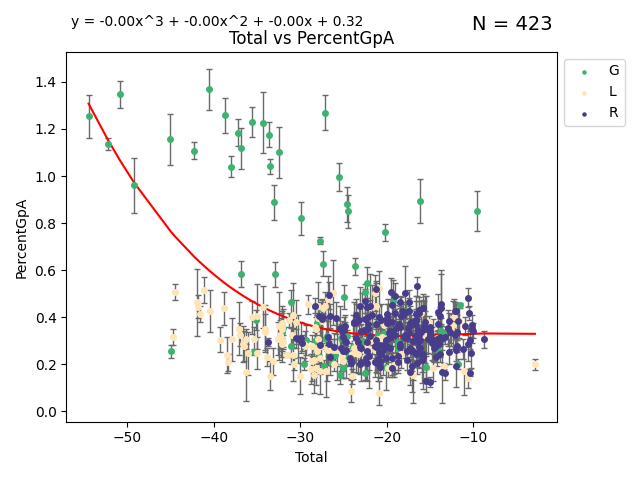 y = -0.00x^3 + -0.00x^2 + -0.00x + 0.32
N = 423
Total vs PercentGpA
G
L
R
1.4
1.2
1.0
0.8
0.6
0.4
0.2
0.0
PercentGpA
−50
−40
−30
−20
−10
Total